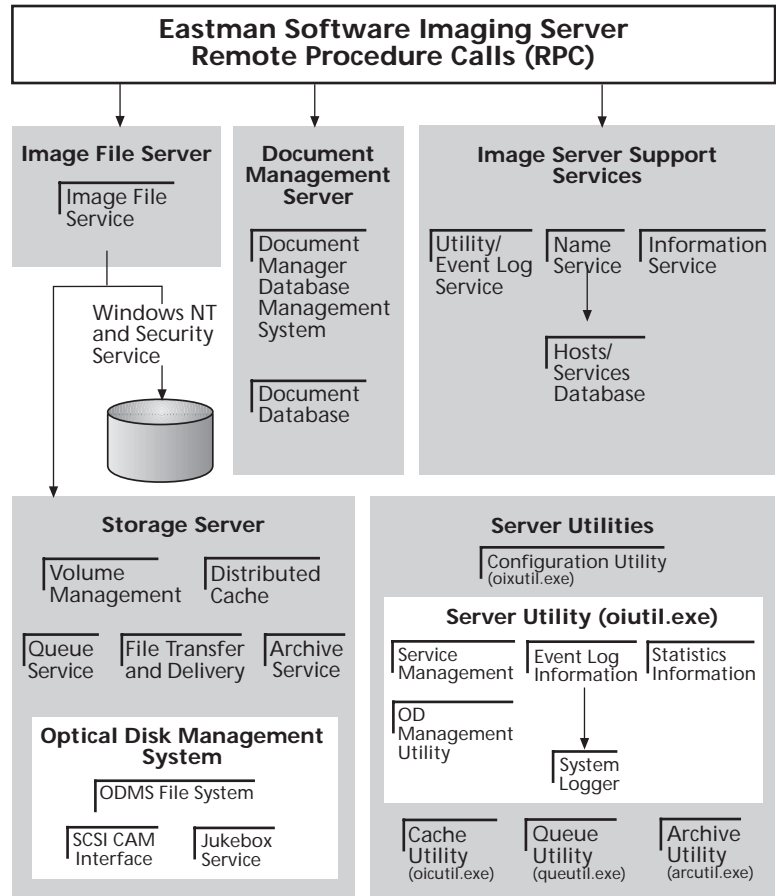 Eastman Software Imaging Server
Remote Procedure Calls (RPC)
Image File Server
Image File
Service
Document
Management
Server
Document
Manager
Database
Management
System
Document
Database
Image Server Support
Services
Utility/
Event Log
Service
Name
Service
Information
Service
Hosts/
Services
Database
Windows NT
and Security
Service
Storage Server
Volume
Management
Distributed
Cache
Queue
Service
File Transfer
and Delivery
Archive
Service
Optical Disk Management
System
ODMS File System
SCSI CAM
Interface
Jukebox
Service
Server Utilities
Configuration Utility
(oixutil.exe)
Server Utility (oiutil.exe)
Service
Management
Event Log
Information
Statistics
Information
OD
Management
Utility
System
Logger
Cache
Utility
(oicutil.exe)
Queue
Utility
(queutil.exe)
Archive
Utility
(arcutil.exe)